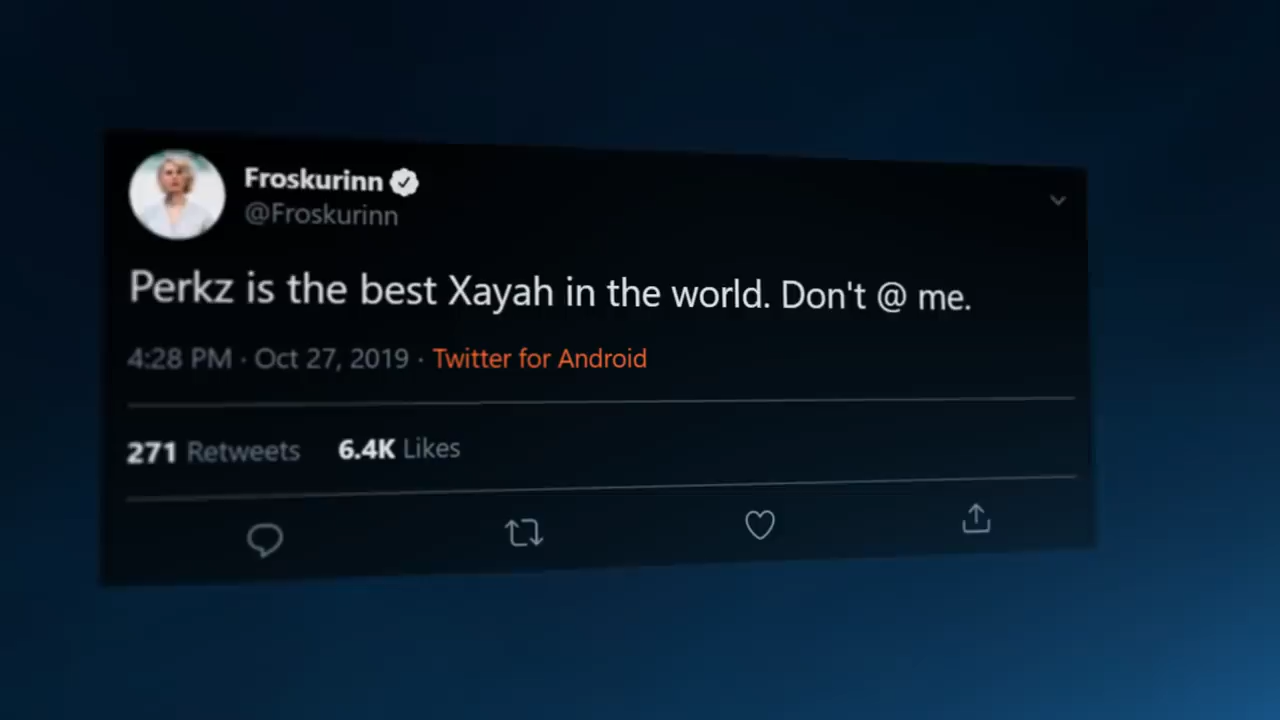 Froskurinn
@Froskurinn
Perkz is the best Xayah in the world. Don't @ me.
4:28 PM · Oct 27, 2019 · Twitter for Android
271 Retweets 6.4K Likes